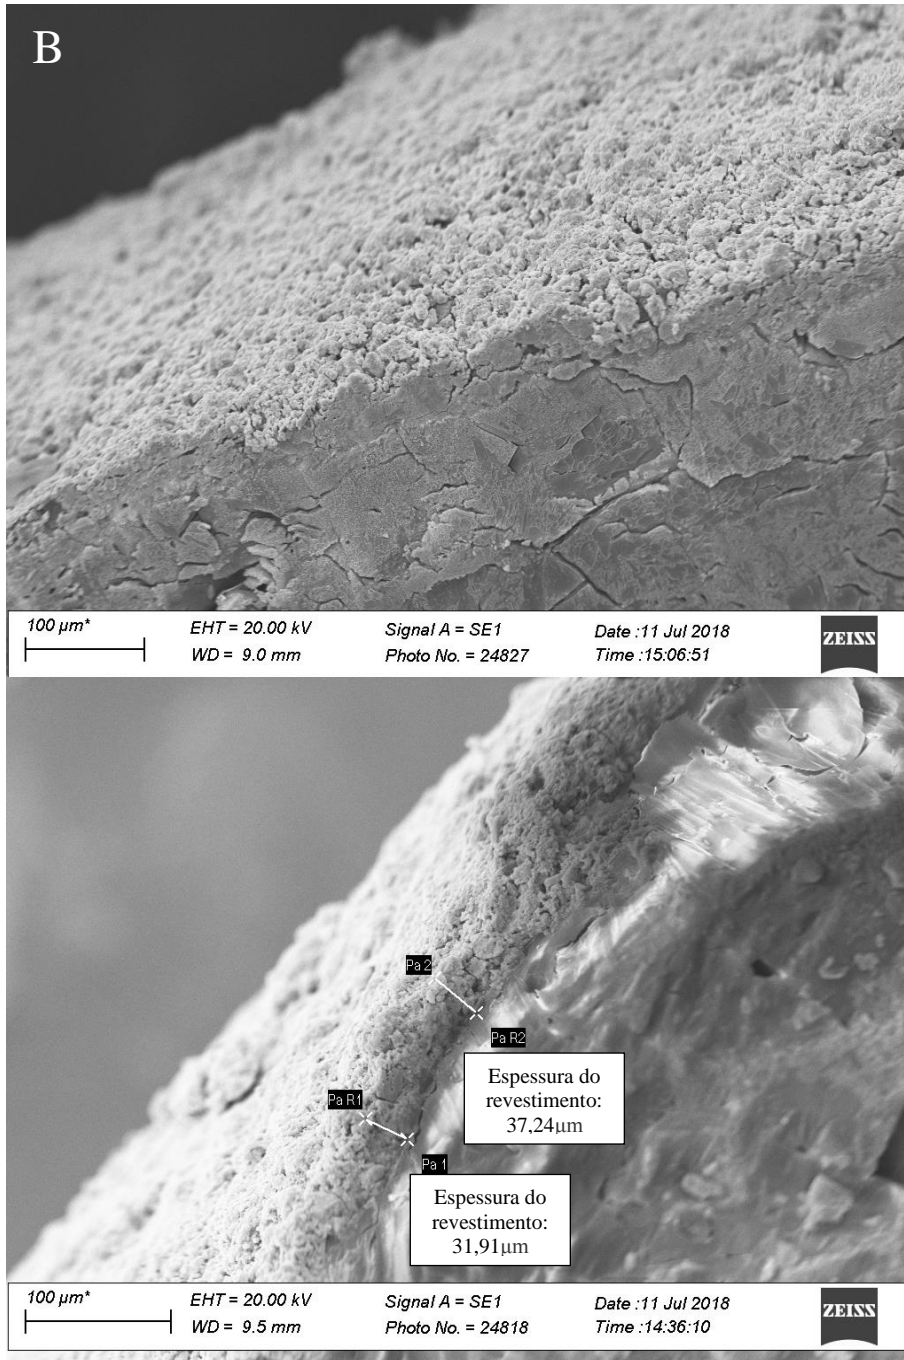 B
100 µm*
EHT = 20.00 kV
Signal A = SE1
Date :11 Jul 2018
ZEISS
WD = 9.0 mm
Photo No. = 24827
Time :15:06:51
Pa 2
Pa R2
Espessura do
revestimento:
37,24µm
Pa R1
Pa 1
Espessura do
revestimento:
31,91µm
100 µm*
EHT = 20.00 kV
Signal A = SE1
Date :11 Jul 2018
ZEISS
WD = 9.5 mm
Photo No. = 24818
Time :14:36:10